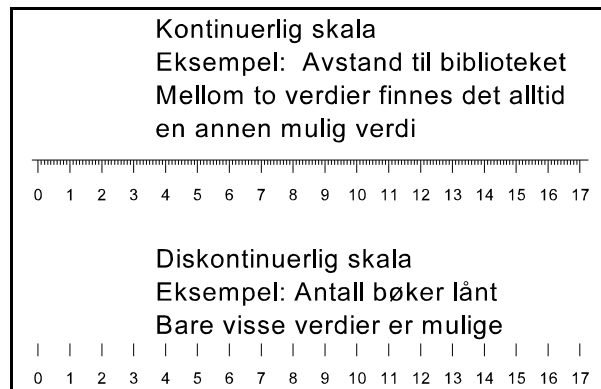 Kontinuerlig skala
Eksempel: Avstand til biblioteket
Mellom to verdier finnes det alltid
en annen mulig verdi
0 1 2 3 4 5 6 7 8 9 10 11 12 13 14 15 16 17
Diskontinuerlig skala
Eksempel: Antall bøker lånt
Bare visse verdier er mulige
0 1 2 3 4 5 6 7 8 9 10 11 12 13 14 15 16 17